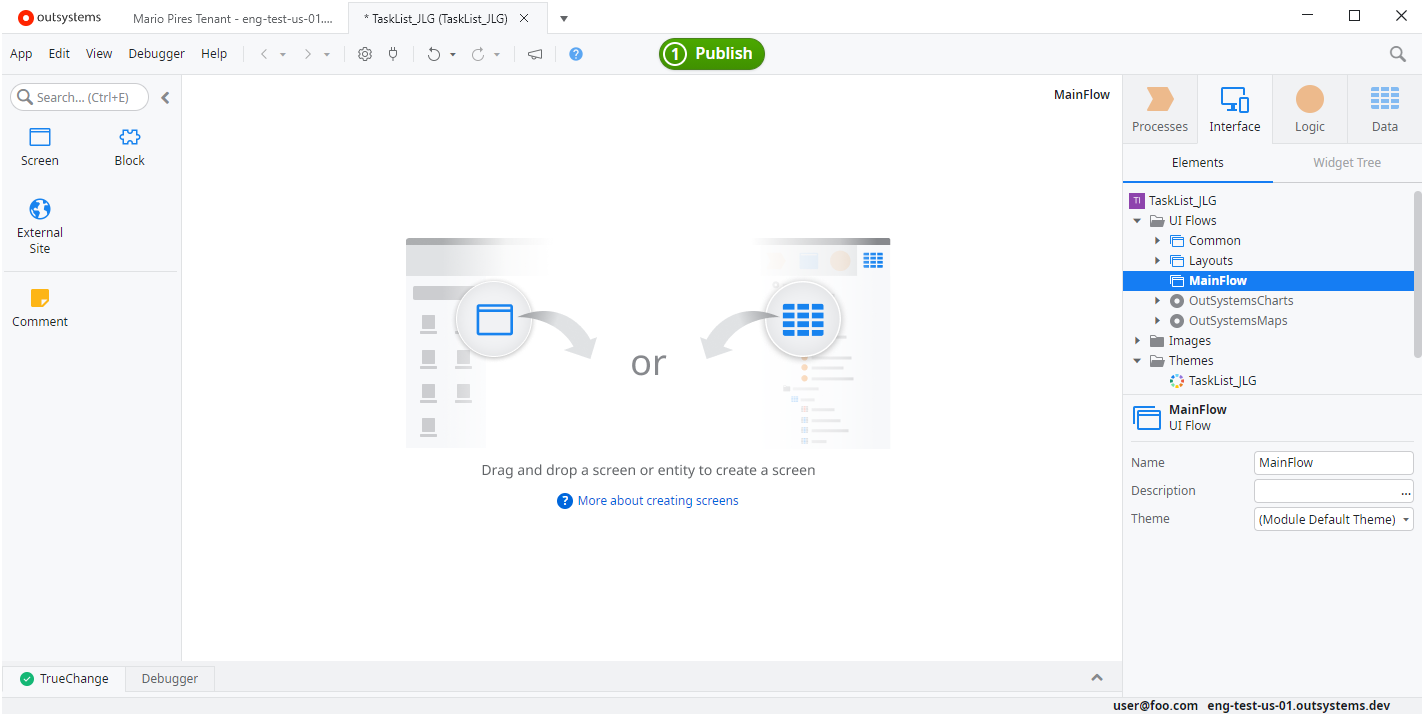 outsystems
Mario Pires Tenant - eng-test-us-01....
* TaskList_JLG (TaskList_JLG)
App Edit View Debugger Help
1 Publish
Search... (Ctrl+E)
MainFlow
Processes Interface Logic Data
Screen Block
Elements Widget Tree
External
Site
TI TaskList_JLG
UI Flows
Common
Layouts
MainFlow
OutSystemsCharts
OutSystemsMaps
Images
Themes
TaskList_JLG
Comment
or
MainFlow
UI Flow
Name MainFlow
Description ...
Theme (Module Default Theme)
Drag and drop a screen or entity to create a screen
? More about creating screens
TrueChange Debugger
user@foo.com eng-test-us-01.outsystems.dev